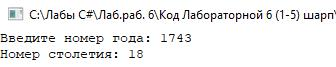 C:\Лабы C#\Лаб.раб. 6\Код Лабораторной 6 (1-5) шарп\
Введите номер года: 1743
Номер столетия: 18